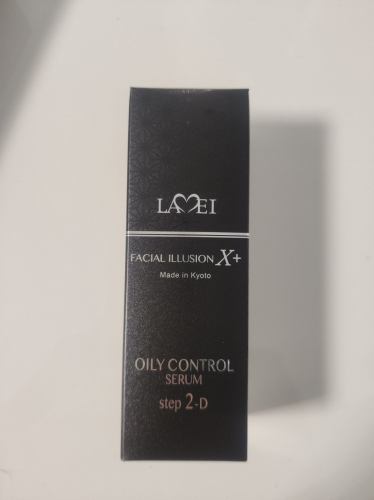 LAMEI
FACIAL ILLUSION X+
Made in Kyoto
OILY CONTROL
SERUM
step 2-D